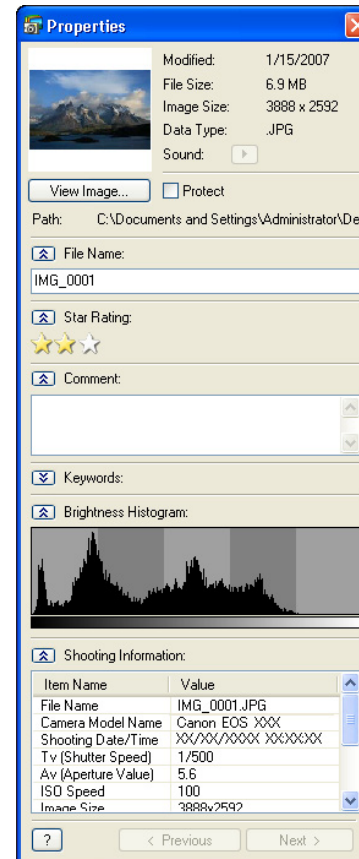 Properties
Modified: 1/15/2007
File Size: 6.9 MB
Image Size: 3888 x 2592
Data Type: .JPG
Sound:
View Image... Protect
Path: C:\Documents and Settings\Administrator\De
File Name:
IMG_0001
Star Rating:
Comment:
Keywords:
Brightness Histogram:
Shooting Information:
Item Name Value
File Name IMG_0001.JPG
Camera Model Name Canon EOS XXX
Shooting Date/Time XX/XX/XXXX XX:XX:XX
Tv (Shutter Speed) 1/500
Av (Aperture Value) 5.6
ISO Speed 100
Image Size 3888x2592
? < Previous Next >